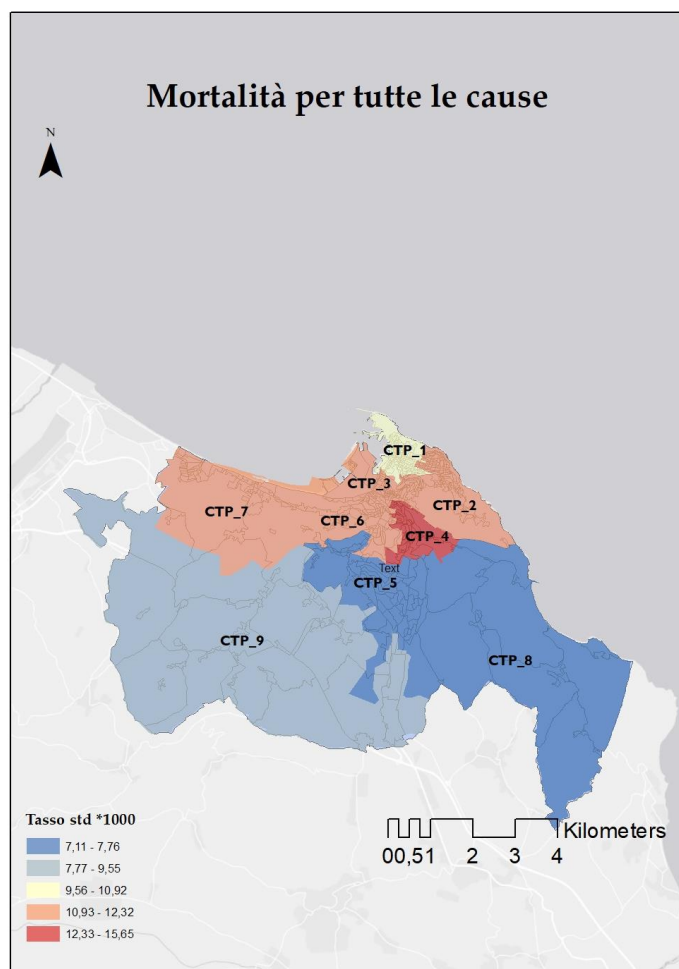 Mortalità per tutte le cause
N
CTP_1
CTP_3
CTP_2
CTP_7
CTP_6
CTP_4
Text
CTP_5
CTP_9
CTP_8
Tasso std *1000
7,11 - 7,76
7,77 - 9,55
9,56 - 10,92
10,93 - 12,32
12,33 - 15,65
Kilometers
00,51 2 3 4